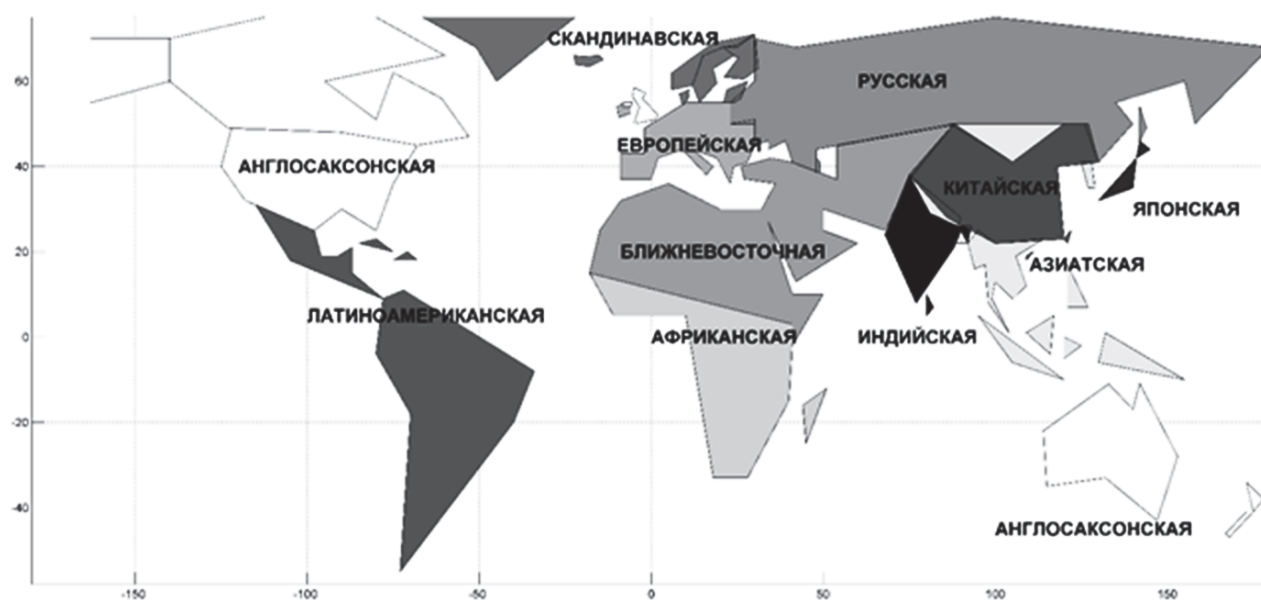 СКАНДИНАВСКАЯ
РУССКАЯ
60
ЕВРОПЕЙСКАЯ
АНГЛОСАКСОНСКАЯ
40
КИТАЙСКАЯ
ЯПОНСКАЯ
БЛИЖНЕВОСТОЧНАЯ
20
АЗИАТСКАЯ
ЛАТИНОАМЕРИКАНСКАЯ
0
АФРИКАНСКАЯ
ИНДИЙСКАЯ
-20
-40
АНГЛОСАКСОНСКАЯ
-150 -100 -50 0 50 100 150